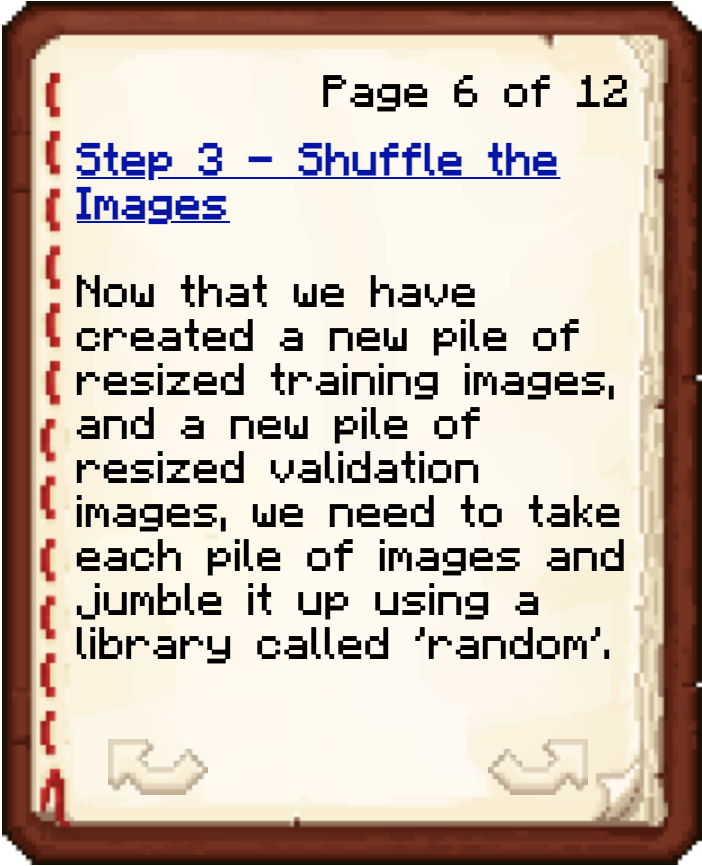 Page 6 of 12
Step 3 - Shuffle the
Images
Now that we have
created a new pile of
resized training images,
and a new pile of
resized validation
images, we need to take
each pile of images and
jumble it up using a
library called 'random'.